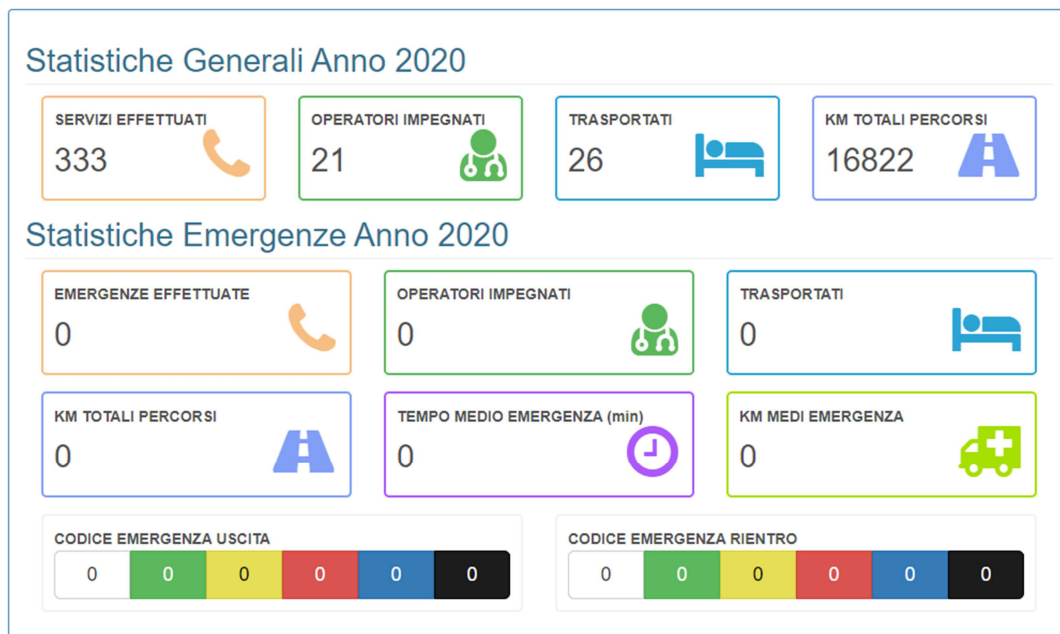 Statistiche Generali Anno 2020
SERVIZI EFFETTUATI
333
OPERATORI IMPEGNATI
21
TRASPORTATI
26
KM TOTALI PERCORSI
16822
Statistiche Emergenze Anno 2020
EMERGENZE EFFETTUATE
0
OPERATORI IMPEGNATI
0
TRASPORTATI
0
KM TOTALI PERCORSI
0
TEMPO MEDIO EMERGENZA (min)
0
KM MEDI EMERGENZA
0
CODICE EMERGENZA USCITA
0 0 0 0 0 0
CODICE EMERGENZA RIENTRO
0 0 0 0 0 0